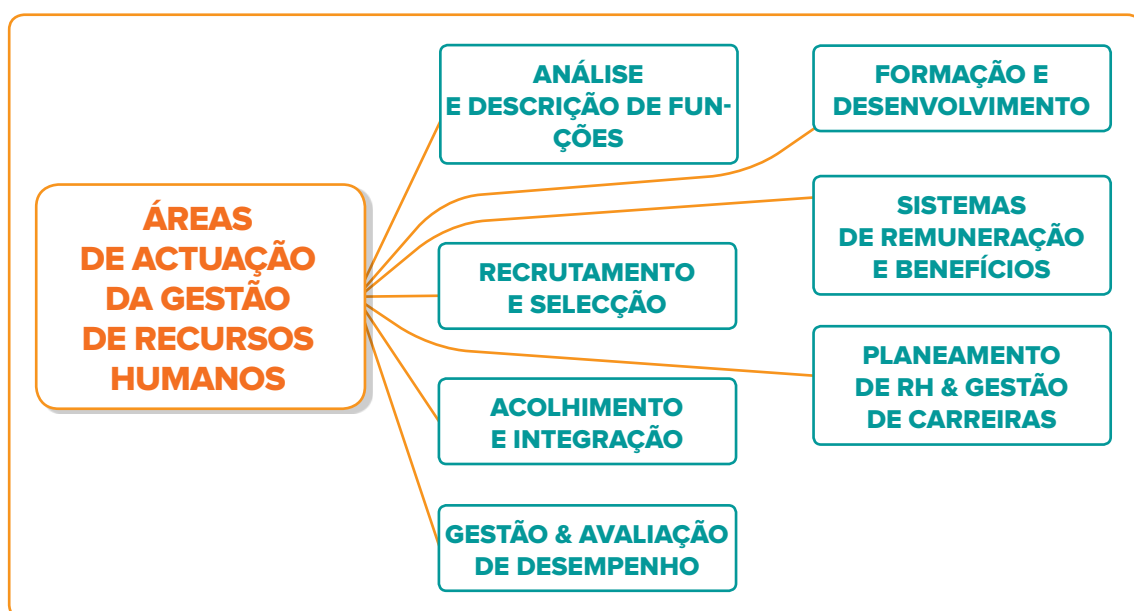 ÁREAS
DE ACTUAÇÃO
DA GESTÃO
DE RECURSOS
HUMANOS
ANÁLISE
E DESCRIÇÃO DE FUN-
ÇÕES
RECRUTAMENTO
E SELECÇÃO
ACOLHIMENTO
E INTEGRAÇÃO
GESTÃO & AVALIAÇÃO
DE DESEMPENHO
FORMAÇÃO E
DESENVOLVIMENTO
SISTEMAS
DE REMUNERAÇÃO
E BENEFÍCIOS
PLANEAMENTO
DE RH & GESTÃO
DE CARREIRAS